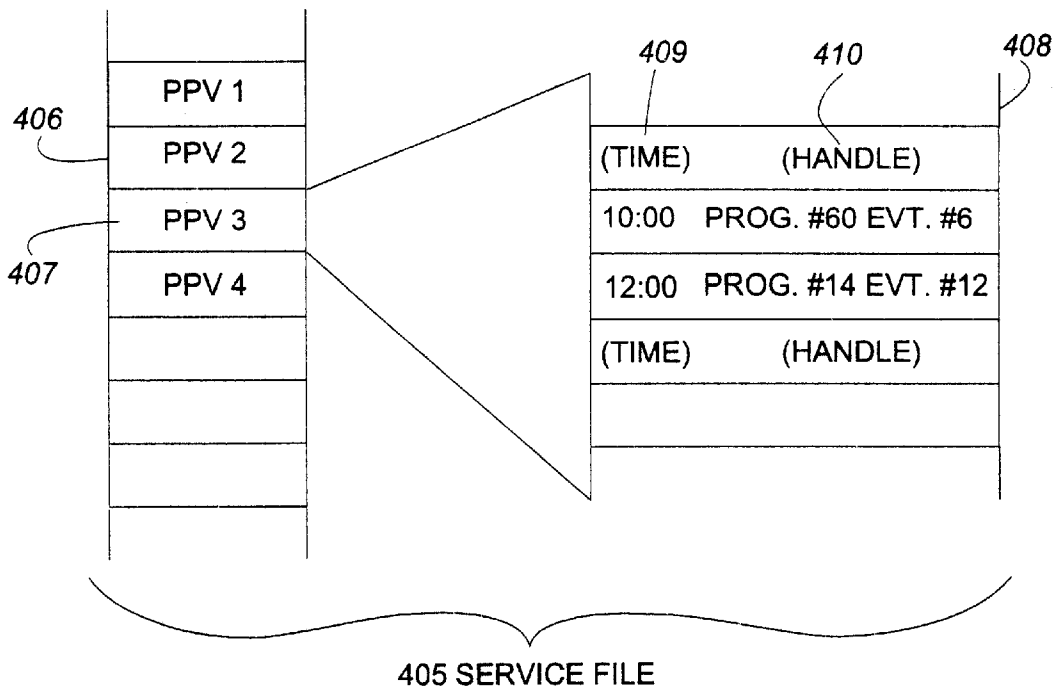 409 410 408
PPV 1
406
PPV 2 (TIME) (HANDLE)
PPV 3 10:00 PROG. #60 EVT. #6
407
PPV 4 12:00 PROG. #14 EVT. #12
(TIME) (HANDLE)
405 SERVICE FILE